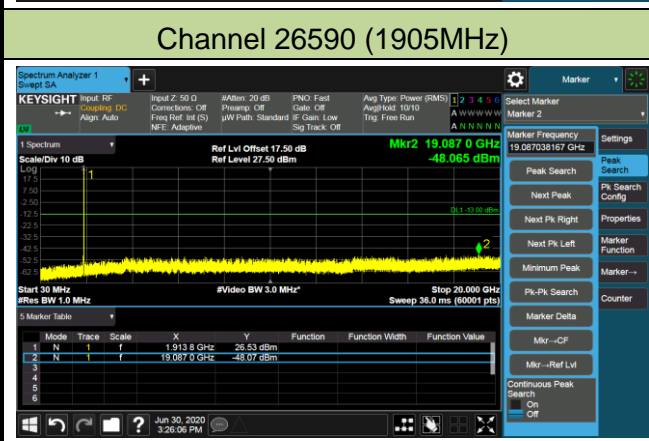 Channel 26590 (1905MHz)
Spectrum Analyzer 1
Swept SA
Marker
KEYSIGHT
Input: RF
Coupling: DC
Align: Auto
Input Z: 50 Ω
Corrections: Off
Freq Ref: Int (S)
NFE: Adaptive
#Atten: 20 dB
Preamp: Off
µW Path: Standard
PNO: Fast
Gate: Off
IF Gain: Low
Sig Track: Off
Avg Type: Power (RMS)
Avg|Hold: 10/10
Trig: Free Run
1 2 3 4 5 6
A W W W W W
A N N N N N
LV
Select Marker
Marker 2
1 Spectrum
Scale/Div 10 dB
Log
Ref Lvl Offset 17.50 dB
Ref Level 27.50 dBm
Mkr2 19.087 0 GHz
-48.065 dBm
17.5
7.50
-2.50
-12.5
-22.5
-32.5
-42.5
-52.5
-62.5
1
DL1 -13.00 dBm
2
Start 30 MHz
#Res BW 1.0 MHz
#Video BW 3.0 MHz*
Stop 20.000 GHz
Sweep 36.0 ms (60001 pts)
5 Marker Table
Mode Trace Scale X Y Function Function Width Function Value
1 N 1 f 1.913 8 GHz 26.53 dBm
2 N 1 f 19.087 0 GHz -48.07 dBm
3
4
5
6
Marker Frequency
19.087038167 GHz
Peak Search
Next Peak
Next Pk Right
Next Pk Left
Minimum Peak
Pk-Pk Search
Marker Delta
Mkr→CF
Mkr→Ref Lvl
Continuous Peak Search
On
Off
Settings
Peak Search
Pk Search Config
Properties
Marker Function
Marker→
Counter
Jun 30, 2020
3:26:06 PM